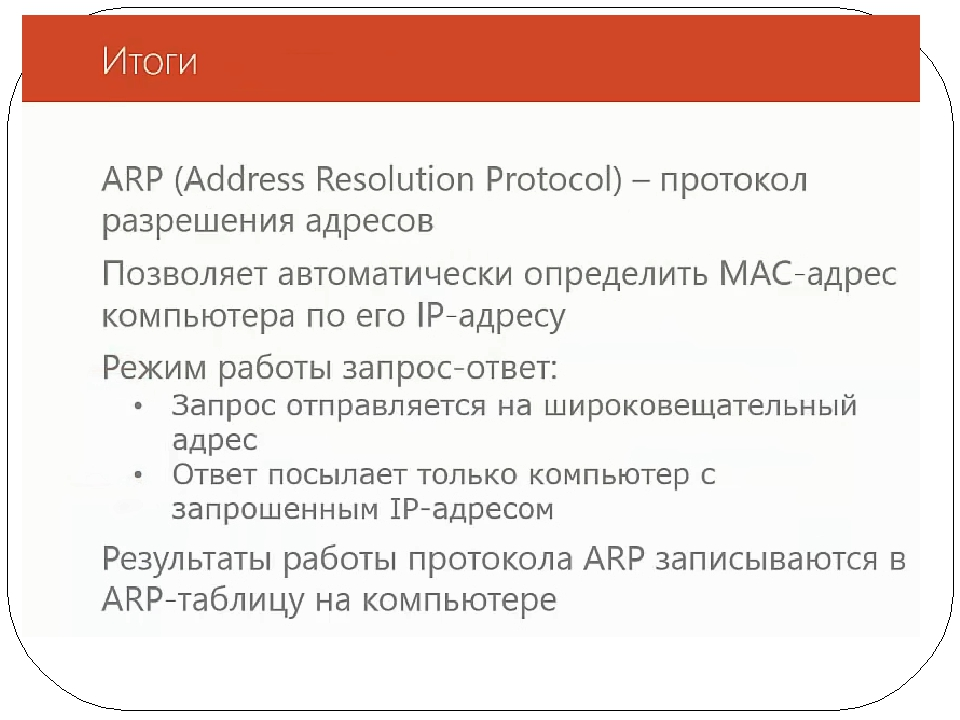 Итоги
ARP (Address Resolution Protocol) – протокол
разрешения адресов
Позволяет автоматически определить MAC-адрес
компьютера по его IP-адресу
Режим работы запрос-ответ:
• Запрос отправляется на широковещательный
адрес
• Ответ посылает только компьютер с
запрошенным IP-адресом
Результаты работы протокола ARP записываются в
ARP-таблицу на компьютере